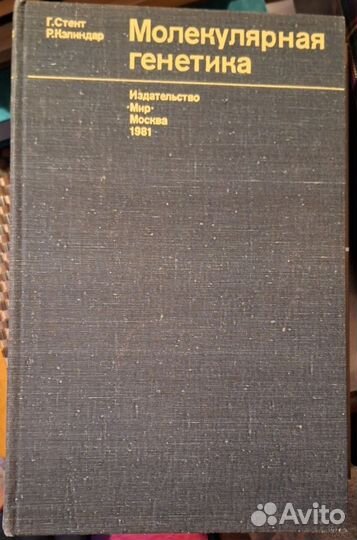 Г.Стент
Р.Кэлиндар
Молекулярная
генетика
Издательство
«Мир»
Москва
1981
Avito